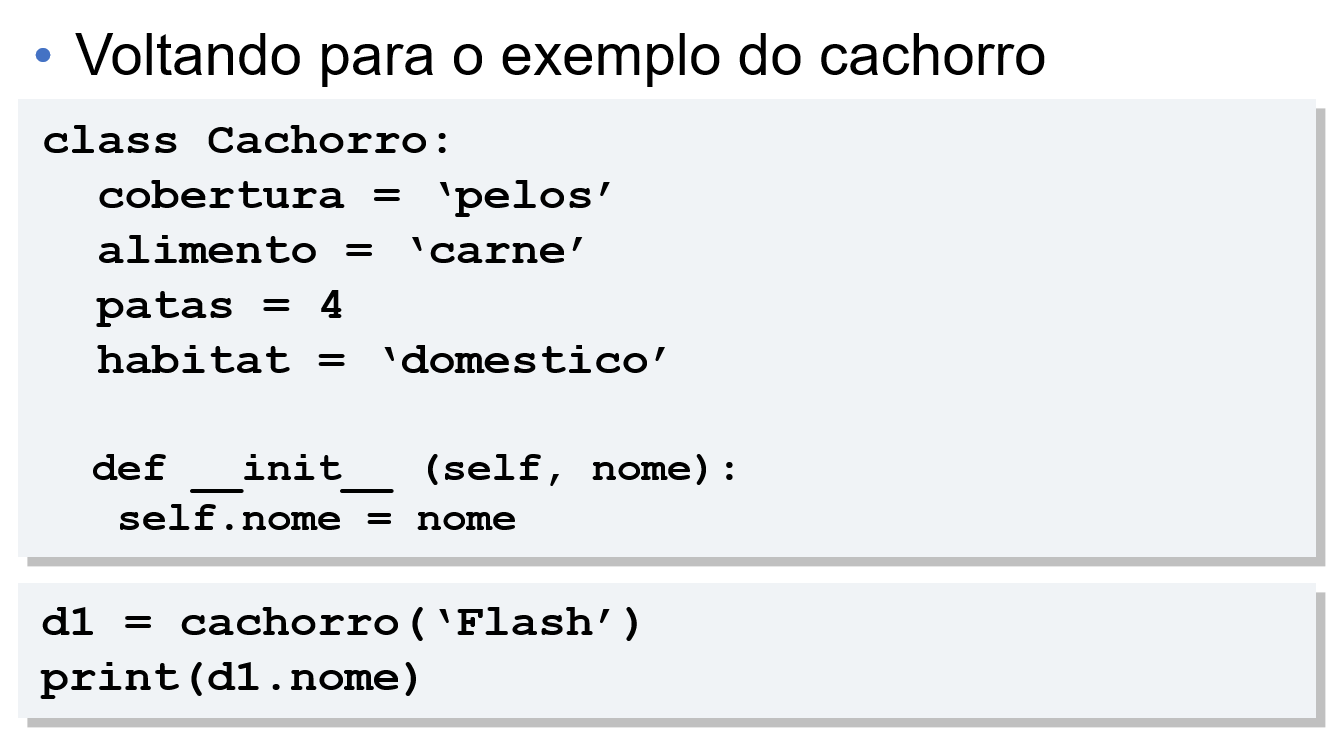 • Voltando para o exemplo do cachorro
class Cachorro:
cobertura = ‘pelos’
alimento = ‘carne’
patas = 4
habitat = ‘domestico’
def __init__ (self, nome):
self.nome = nome
d1 = cachorro(‘Flash’)
print(d1.nome)